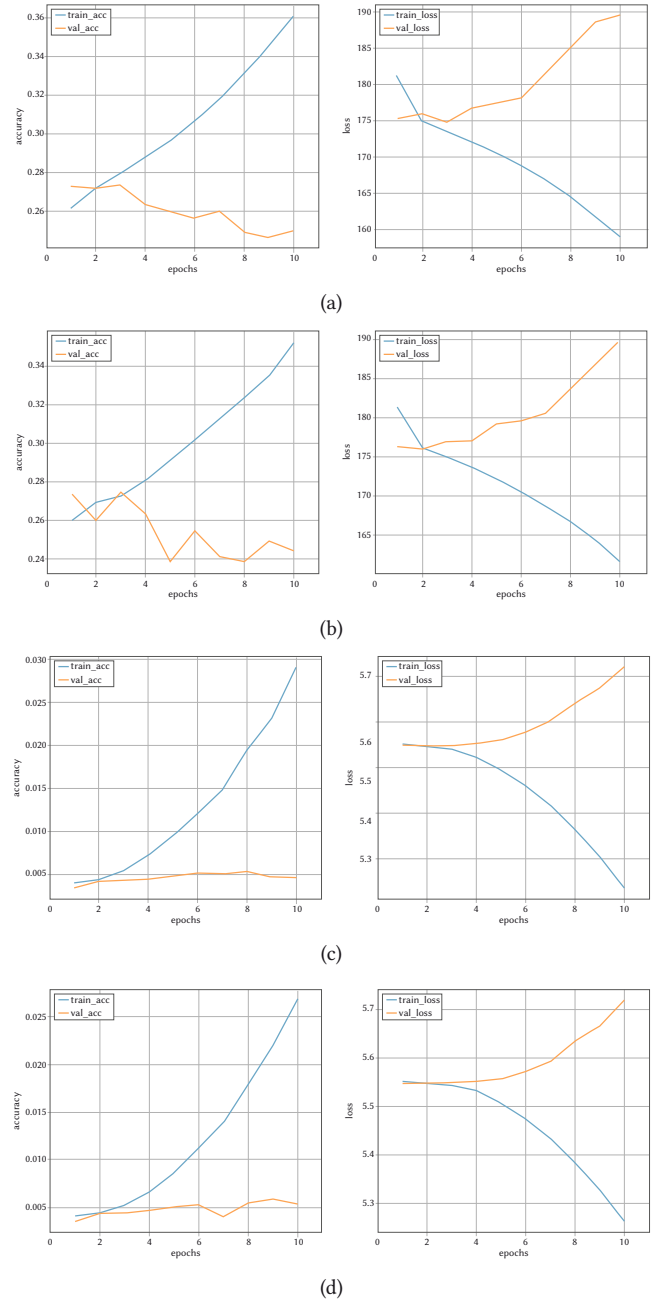 0.36
0.34
0.32
0.30
0.28
0.26
accuracy
train_acc
val_acc
0 2 4 6 8 10
epochs
190
185
180
175
170
165
160
loss
train_loss
val_loss
0 2 4 6 8 10
epochs
(a)
0.34
0.32
0.30
0.28
0.26
0.24
accuracy
train_acc
val_acc
0 2 4 6 8 10
epochs
190
185
180
175
170
165
loss
train_loss
val_loss
0 2 4 6 8 10
epochs
(b)
0.030
0.025
0.020
0.015
0.010
0.005
accuracy
train_acc
val_acc
0 2 4 6 8 10
epochs
5.7
5.6
5.5
5.4
5.3
loss
train_loss
val_loss
0 2 4 6 8 10
epochs
(c)
0.025
0.020
0.015
0.010
0.005
accuracy
train_acc
val_acc
0 2 4 6 8 10
epochs
5.7
5.6
5.5
5.4
5.3
loss
train_loss
val_loss
0 2 4 6 8 10
epochs
(d)